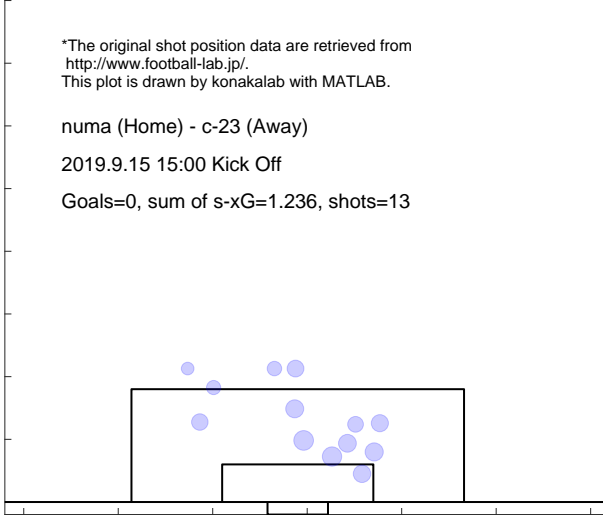 *The original shot position data are retrieved from
http://www.football-lab.jp/.
This plot is drawn by konakalab with MATLAB.
numa (Home) - c-23 (Away)
2019.9.15 15:00 Kick Off
Goals=0, sum of s-xG=1.236, shots=13